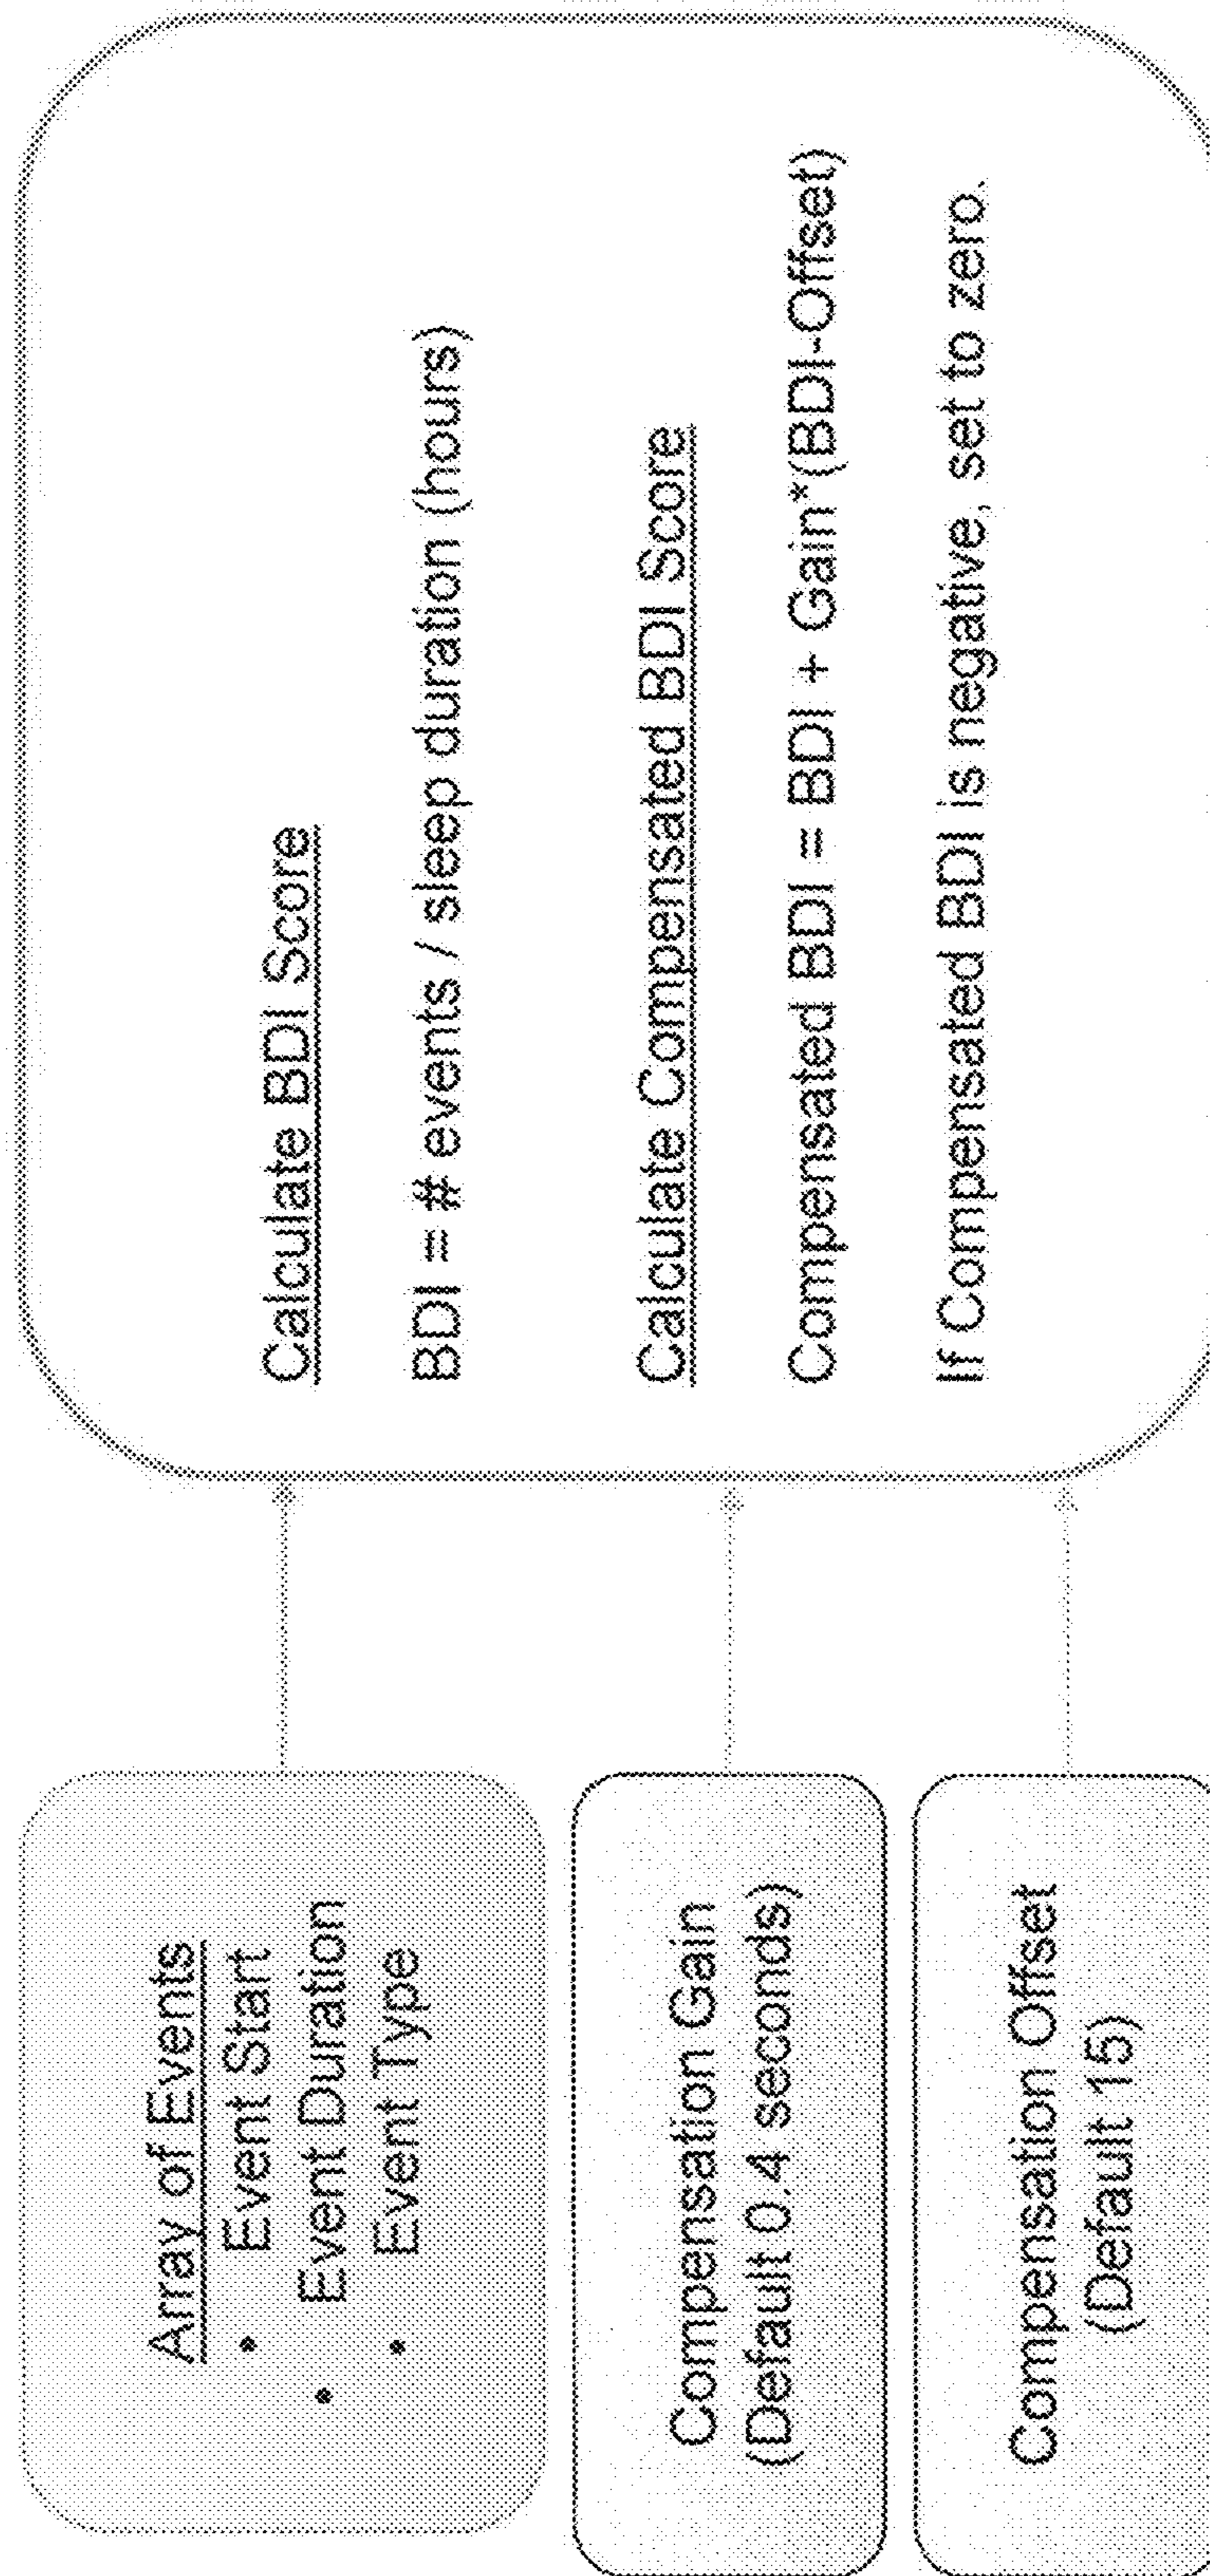 Array of Events
• Event Start
• Event Duration
• Event Type
Compensation Gain
(Default 0.4 seconds)
Compensation Offset
(Default 15)
Calculate BDI Score
BDI = # events / sleep duration (hours)
Calculate Compensated BDI Score
Compensated BDI = BDI + Gain*(BDI-Offset)
If Compensated BDI is negative, set to zero.